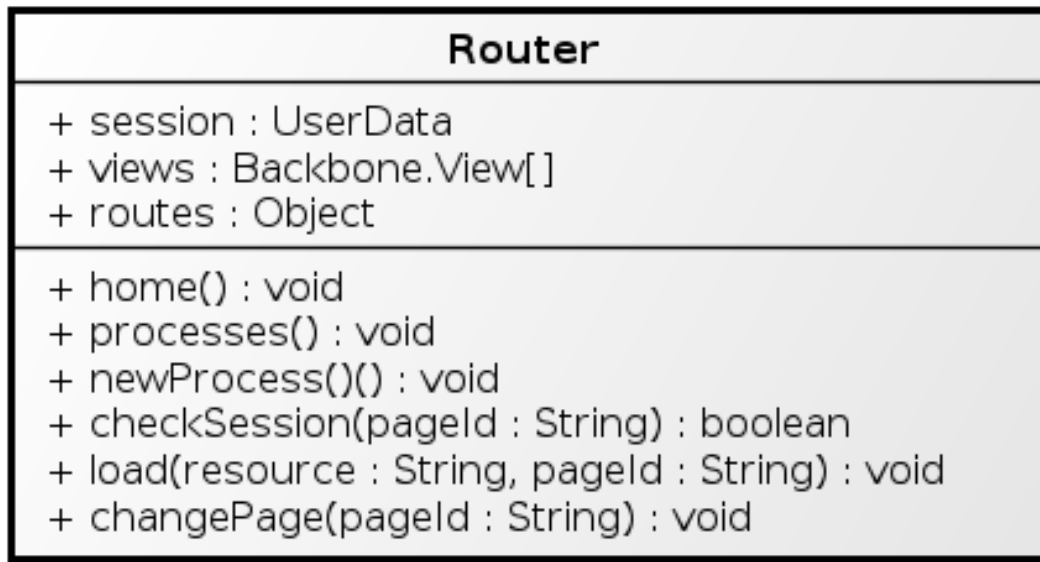 Router
+ session : UserData
+ views : Backbone.View[]
+ routes : Object
+ home() : void
+ processes() : void
+ newProcess()() : void
+ checkSession(pageId : String) : boolean
+ load(resource : String, pageId : String) : void
+ changePage(pageId : String) : void